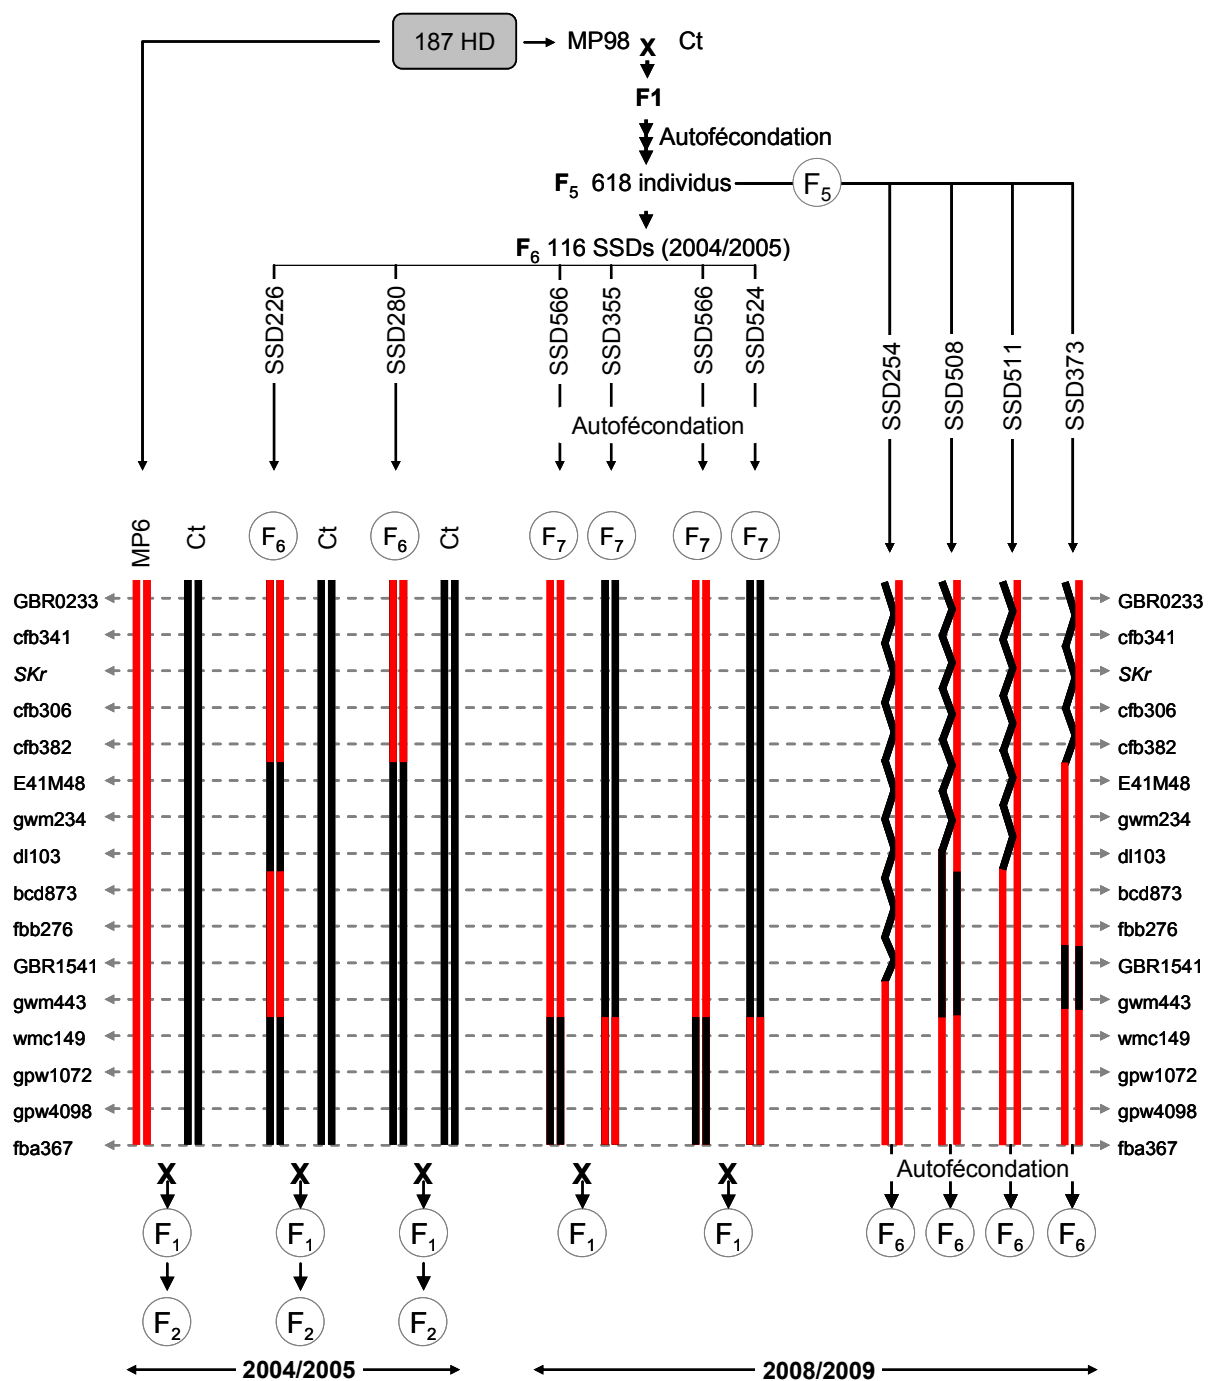 187 HD
MP98 X Ct
F1
Autofécondation
F5 618 individus
F5
F6 116 SSDs (2004/2005)
SSD226
SSD280
SSD566
SSD355
SSD566
SSD524
SSD254
SSD508
SSD511
SSD373
Autofécondation
MP6
Ct
F6
Ct
F6
Ct
F7
F7
F7
F7
GBR0233
cfb341
SKr
cfb306
cfb382
E41M48
gwm234
dl103
bcd873
fbb276
GBR1541
gwm443
wmc149
gpw1072
gpw4098
fba367
GBR0233
cfb341
SKr
cfb306
cfb382
E41M48
gwm234
dl103
bcd873
fbb276
GBR1541
gwm443
wmc149
gpw1072
gpw4098
fba367
X X X X X
Autofécondation
F1 F1 F1 F1 F1 F6 F6 F6 F6
F2 F2 F2
2004/2005
2008/2009